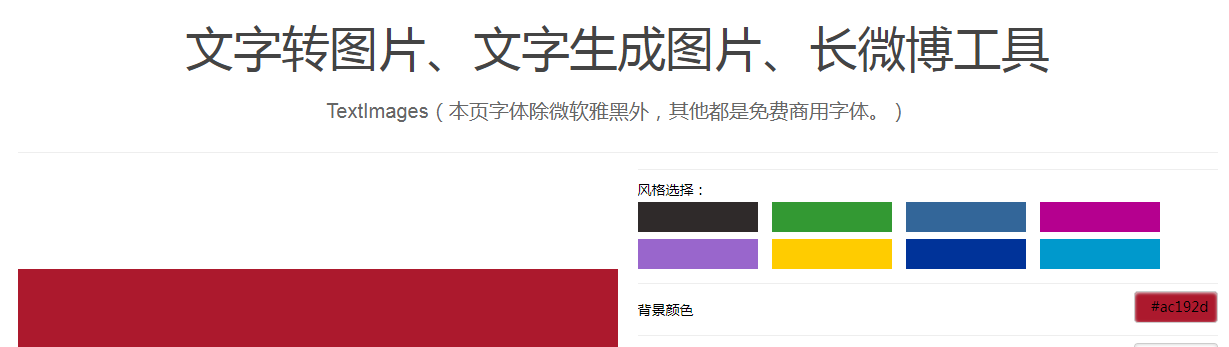 文字转图片、文字生成图片、长微博工具
TextImages（本页字体除微软雅黑外，其他都是免费商用字体。）
风格选择：
背景颜色
#ac192d